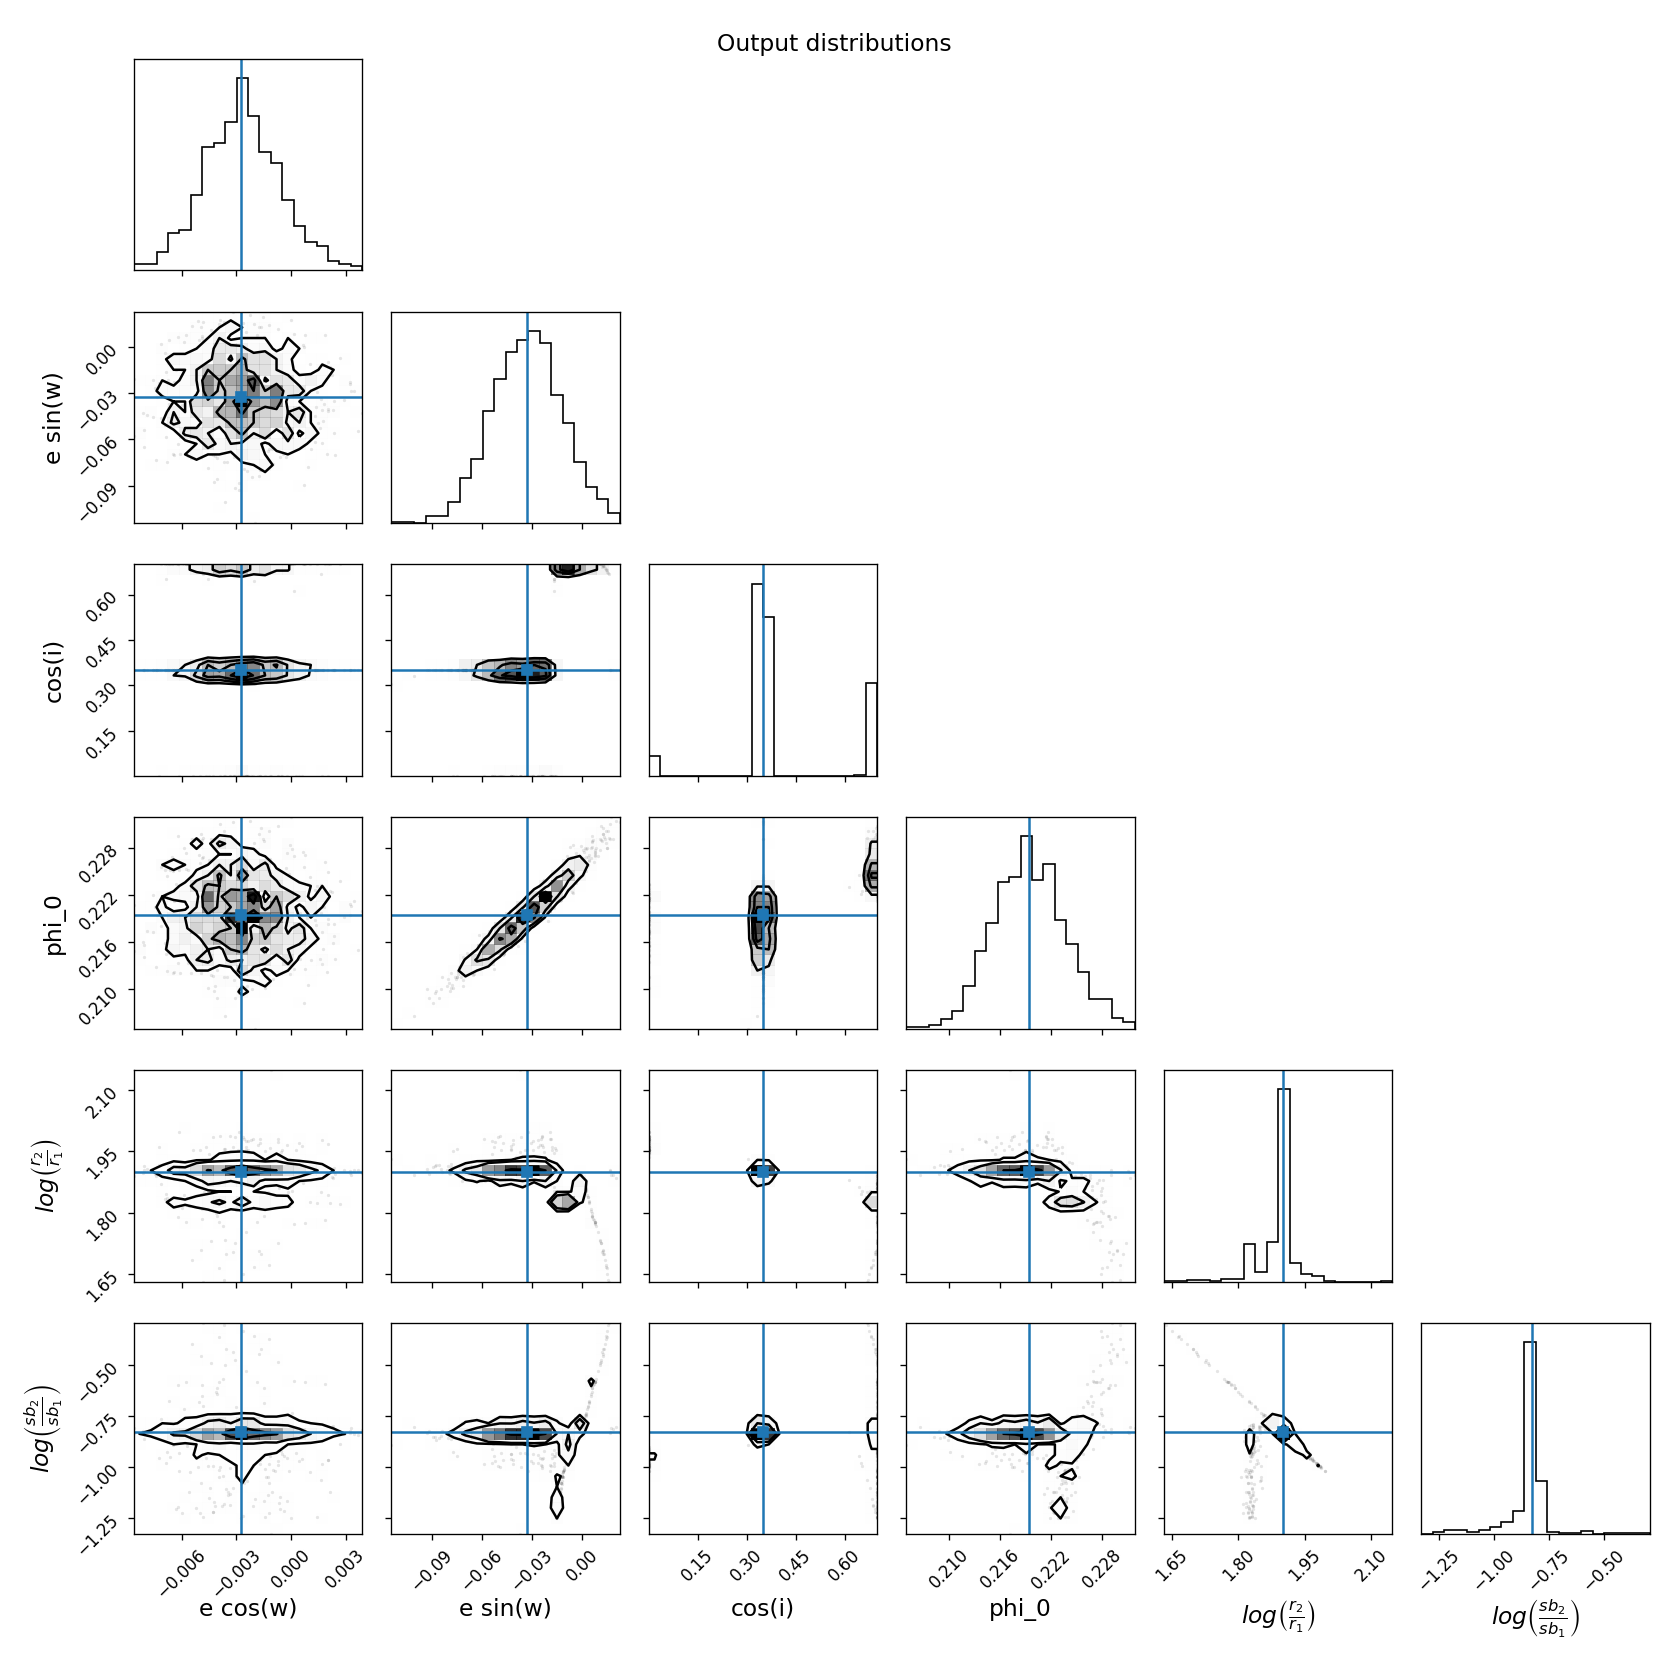 Output distributions
e sin(w)
0.00
−0.03
−0.06
−0.09
cos(i)
0.60
0.45
0.30
0.15
phi_0
0.228
0.222
0.216
0.210
log(r₂/r₁)
2.10
1.95
1.80
1.65
log(sb₂/sb₁)
−0.50
−0.75
−1.00
−1.25
−0.006 −0.003 0.000 0.003
−0.09 −0.06 −0.03 0.00
0.15 0.30 0.45 0.60
0.210 0.216 0.222 0.228
1.65 1.80 1.95 2.10
−1.25 −1.00 −0.75 −0.50
e cos(w) e sin(w) cos(i) phi_0 log(r₂/r₁) log(sb₂/sb₁)